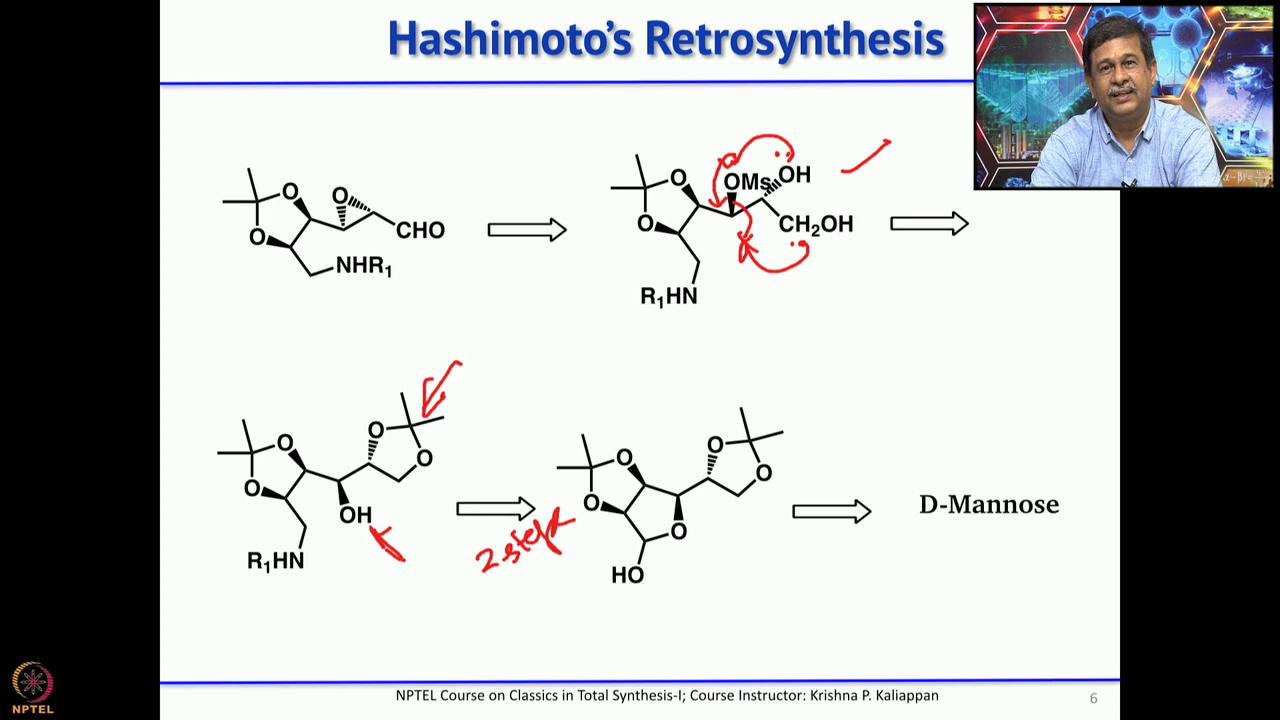 Hashimoto's Retrosynthesis
O
O
O
CHO
NHR₁
O
O
OMs
OH
CH₂OH
R₁HN
O
O
O
O
OH
R₁HN
2 steps
O
O
O
O
O
HO
D-Mannose
NPTEL
NPTEL Course on Classics in Total Synthesis-I; Course Instructor: Krishna P. Kaliappan
6